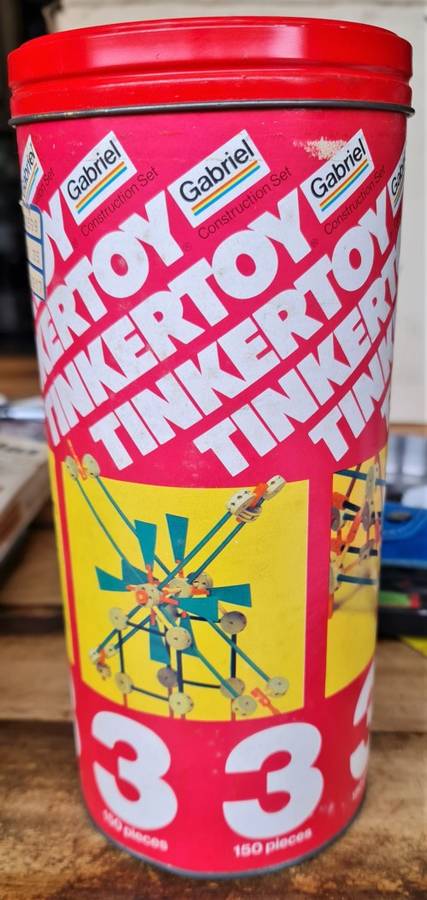 Gabriel
Construction Set
TINKERTOY
Gabriel
Construction Set
TINKERTOY®
Gabriel
Construction Set
TINKERTOY
3
150 pieces
3
150 pieces